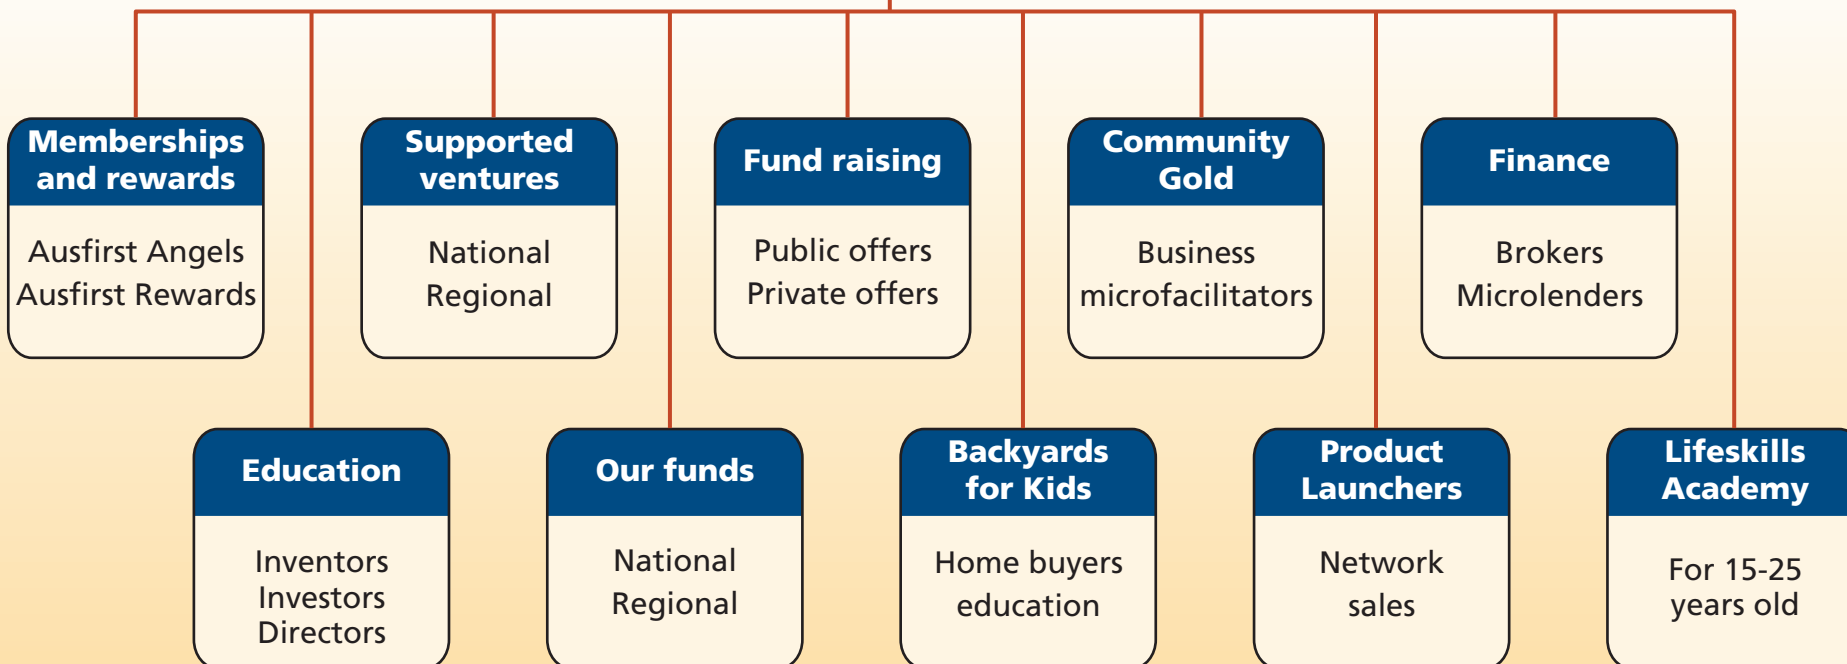 Memberships
and rewards
Ausfirst Angels
Ausfirst Rewards
Supported
ventures
National
Regional
Fund raising
Public offers
Private offers
Community
Gold
Business
microfacilitators
Finance
Brokers
Microlenders
Education
Inventors
Investors
Directors
Our funds
National
Regional
Backyards
for Kids
Home buyers
education
Product
Launchers
Network
sales
Lifeskills
Academy
For 15-25
years old